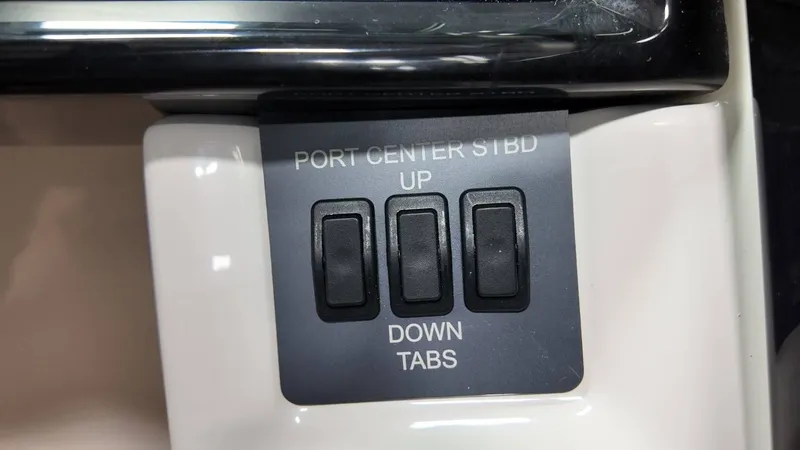 PORT CENTER STBD
UP
DOWN
TABS